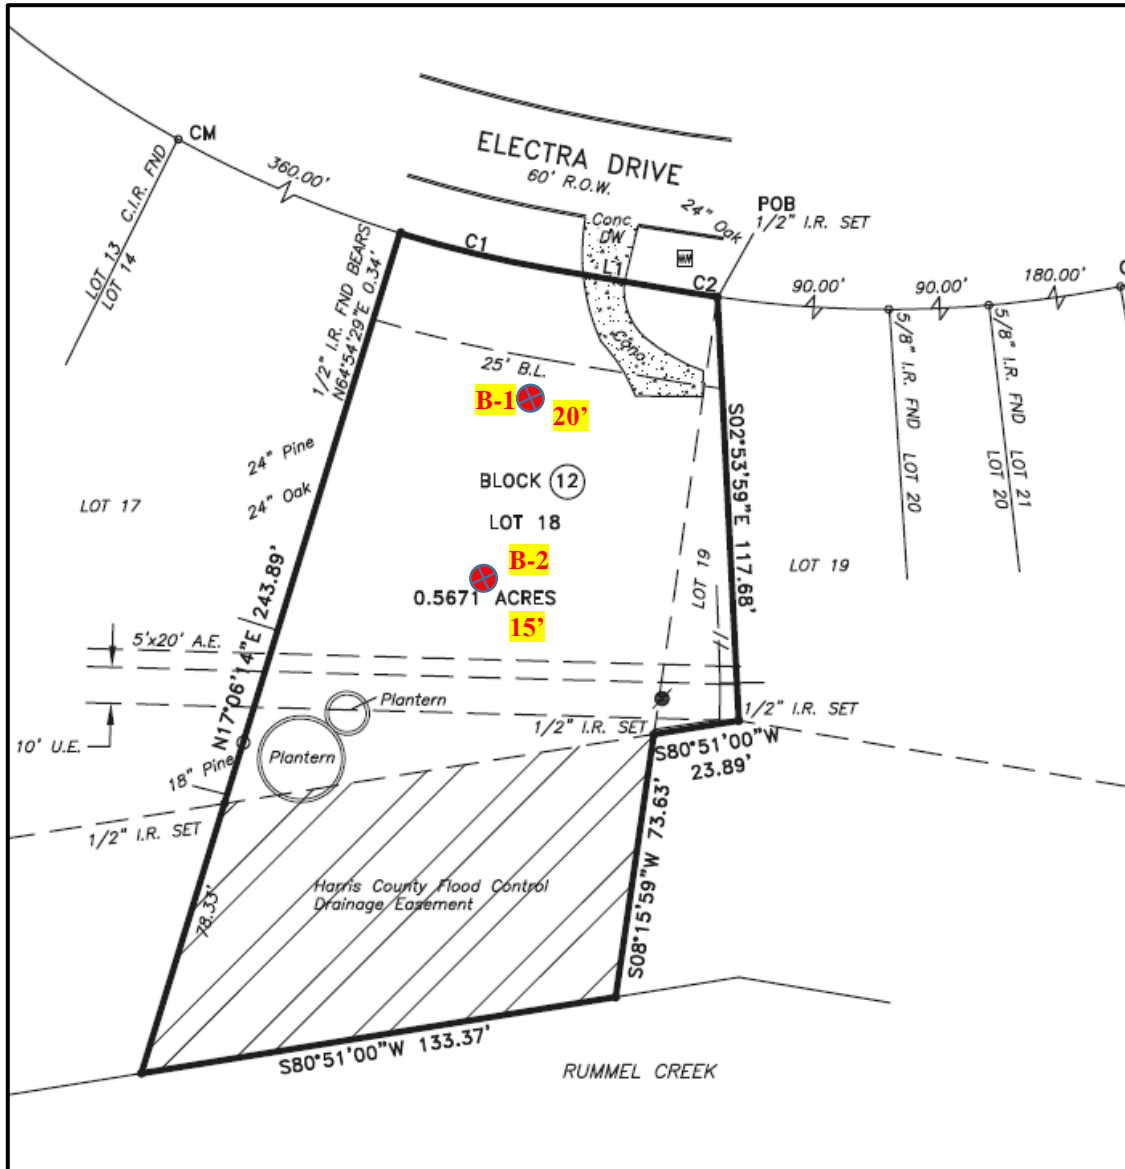 CM
360.00'
ELECTRA DRIVE
60' R.O.W.
24" Oak
POB
1/2" I.R. SET
C.I.R. FND
LOT 13
LOT 14
Conc.
DW
C1
L1
C2
MM
90.00'
90.00'
180.00'
C
1/2" I.R. FND BEARS
N64°54'29"E 0.34'
Conc.
25' B.L.
B-1
20'
5/8" I.R. FND
LOT 20
5/8" I.R. FND
LOT 20
LOT 21
24" Pine
24" Oak
LOT 17
BLOCK 12
LOT 18
B-2
0.5671 ACRES
15'
LOT 19
S02°53'59"E 117.68'
LOT 19
N17°06'14"E 243.89'
5'x20' A.E.
10' U.E.
Plantern
Plantern
18" Pine
1/2" I.R. SET
1/2" I.R. SET
1/2" I.R. SET
S80°51'00"W
23.89'
S08°15'59"W 73.63'
78.33'
Harris County Flood Control
Drainage Easement
S80°51'00"W 133.37'
RUMMEL CREEK